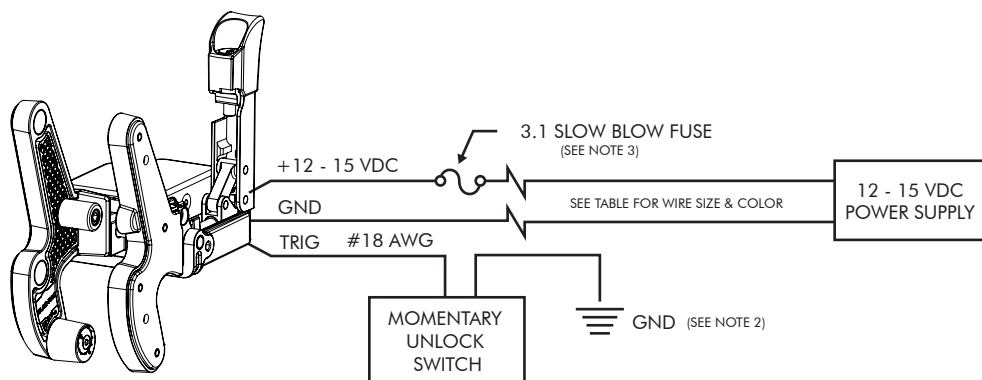 3.1 SLOW BLOW FUSE
(SEE NOTE 3)
+12 - 15 VDC
12 - 15 VDC
POWER SUPPLY
SEE TABLE FOR WIRE SIZE & COLOR
GND
TRIG #18 AWG
MOMENTARY
UNLOCK
SWITCH
GND (SEE NOTE 2)